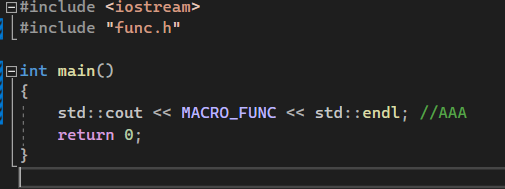 #include <iostream>
#include "func.h"
int main()
{
std::cout << MACRO_FUNC << std::endl; //AAA
return 0;
}